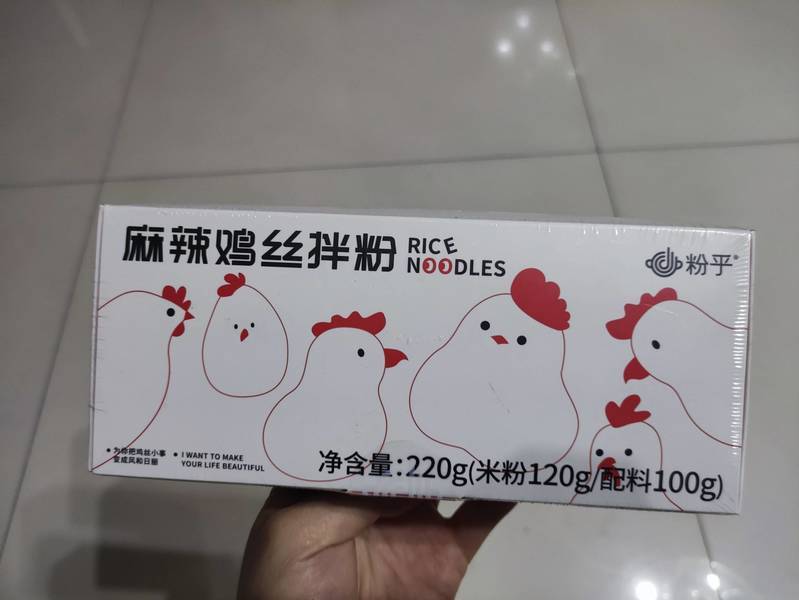 麻辣鸡丝拌粉
RICE
NOODLES
粉乎®
• 为你把鸡丝小事
变成风和日丽
• I WANT TO MAKE
YOUR LIFE BEAUTIFUL
净含量:220g(米粉120g/配料100g)